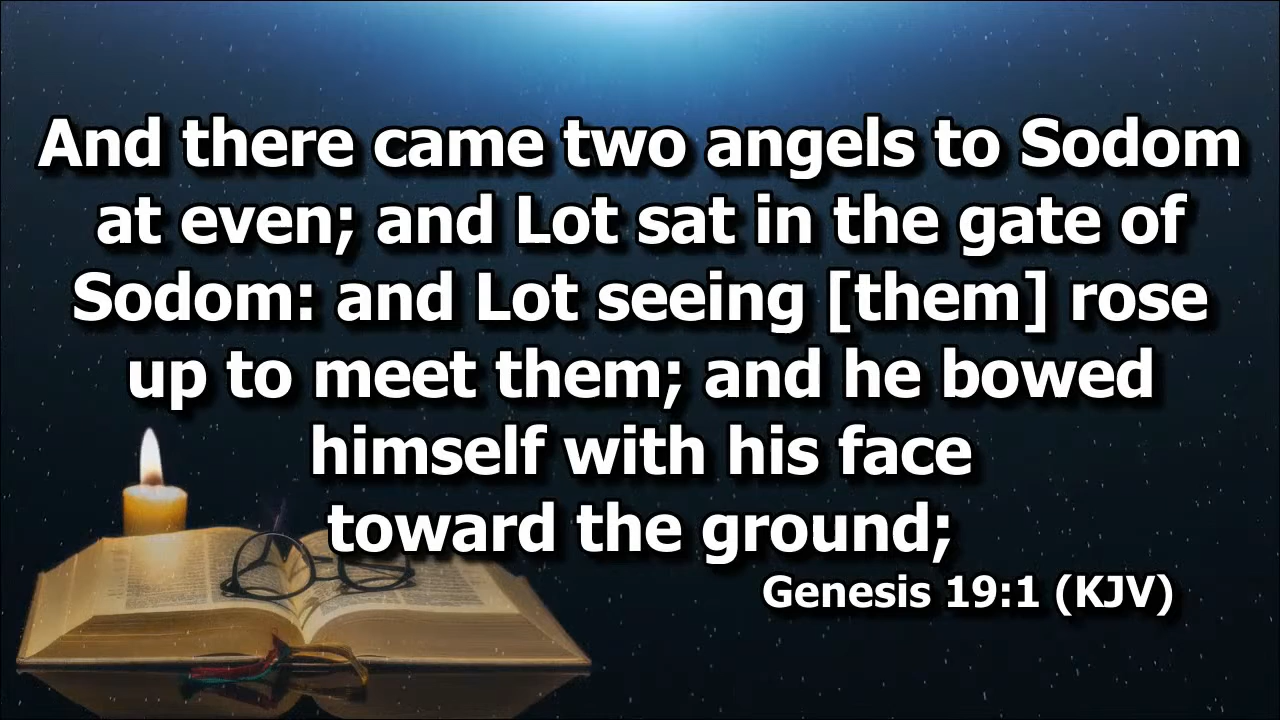 And there came two angels to Sodom
at even; and Lot sat in the gate of
Sodom: and Lot seeing [them] rose
up to meet them; and he bowed
himself with his face
toward the ground;
Genesis 19:1 (KJV)